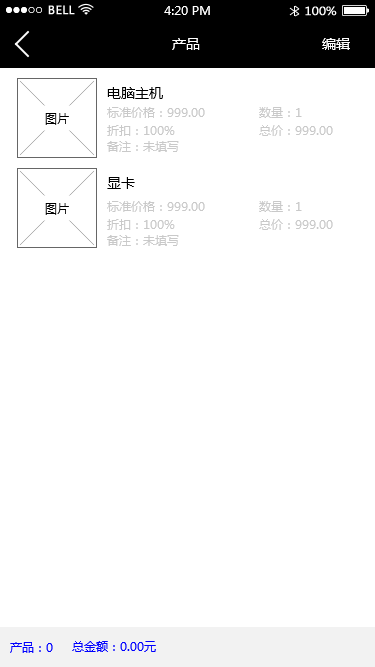 BELL 4:20 PM 100%
产品 编辑
图片
电脑主机
标准价格：999.00 数量：1
折扣：100% 总价：999.00
备注：未填写
图片
显卡
标准价格：999.00 数量：1
折扣：100% 总价：999.00
备注：未填写
产品：0 总金额：0.00元